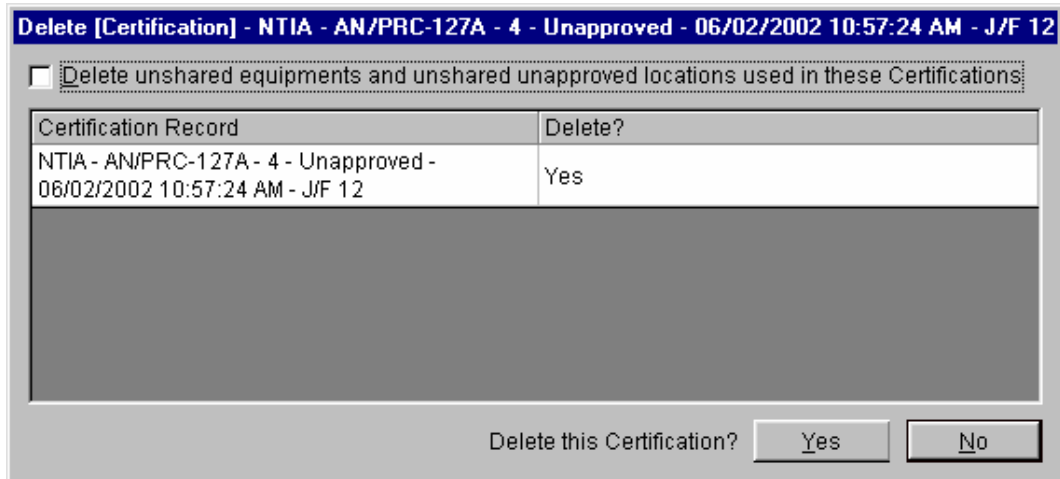 Delete [Certification] - NTIA - AN/PRC-127A - 4 - Unapproved - 06/02/2002 10:57:24 AM - J/F 12
Delete unshared equipments and unshared unapproved locations used in these Certifications
Certification Record Delete?
NTIA - AN/PRC-127A - 4 - Unapproved -
06/02/2002 10:57:24 AM - J/F 12
Yes
Delete this Certification? Yes No